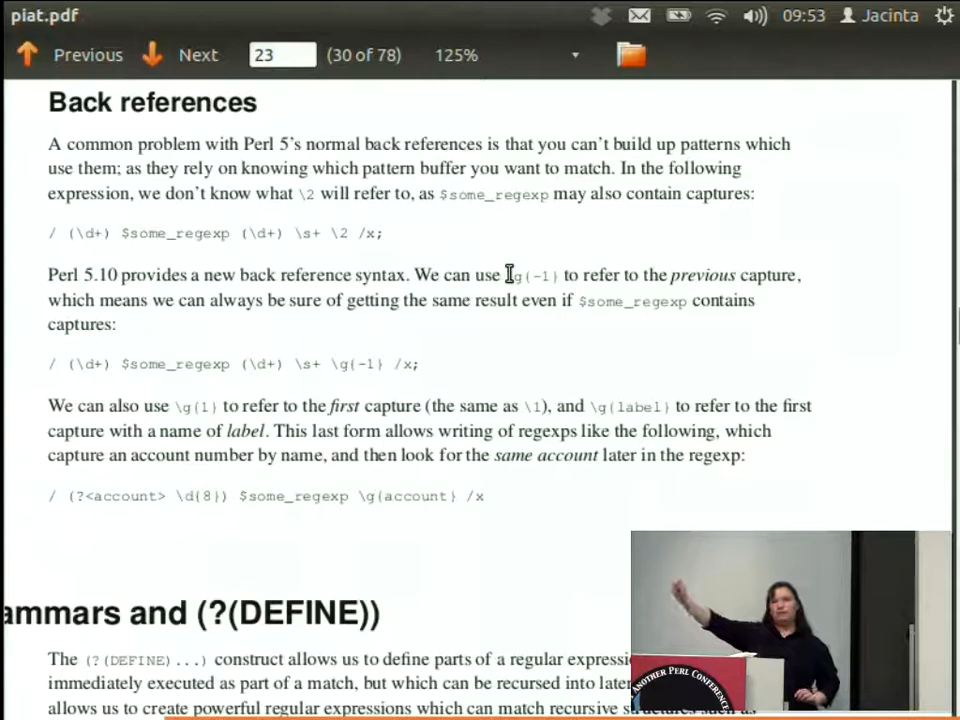 piat.pdf
09:53 Jacinta
Previous Next 23 (30 of 78) 125%
Back references
A common problem with Perl 5's normal back references is that you can't build up patterns which
use them; as they rely on knowing which pattern buffer you want to match. In the following
expression, we don't know what \2 will refer to, as $some_regexp may also contain captures:
/ (\d+) $some_regexp (\d+) \s+ \2 /x;
Perl 5.10 provides a new back reference syntax. We can use g{-1} to refer to the previous capture,
which means we can always be sure of getting the same result even if $some_regexp contains
captures:
/ (\d+) $some_regexp (\d+) \s+ \g{-1} /x;
We can also use \g{1} to refer to the first capture (the same as \1), and \g{label} to refer to the first
capture with a name of label. This last form allows writing of regexps like the following, which
capture an account number by name, and then look for the same account later in the regexp:
/ (?<account> \d{8}) $some_regexp \g{account} /x
ammars and (?(DEFINE))
The (?(DEFINE)...) construct allows us to define parts of a regular expressi
immediately executed as part of a match, but which can be recursed into later
allows us to create powerful regular expressions which can match recursive structures such as
ANOTHER PERL CONFERENCE